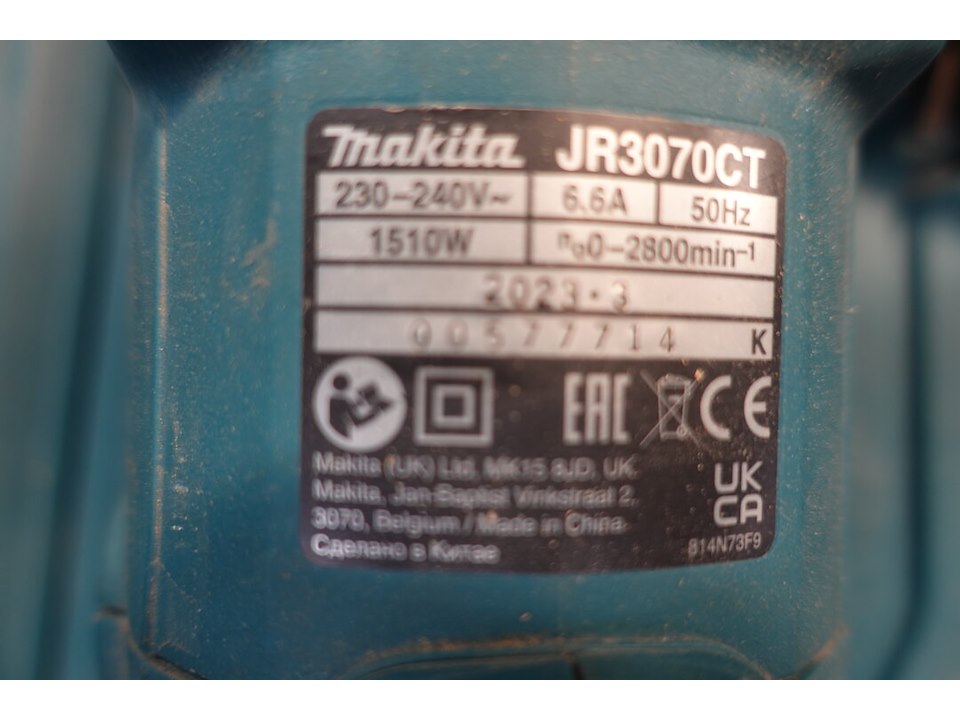 makita JR3070CT
230-240V~ 6.6A 50Hz
1510W n₀0-2800min⁻¹
2023.3
00577714 K
EAC CE
Makita (UK) Ltd, MK15 8JD, UK.
Makita, Jan-Baptist Vinkstraat 2,
3070, Belgium / Made in China
Сделано в Китае
UK
CA
814N73F9